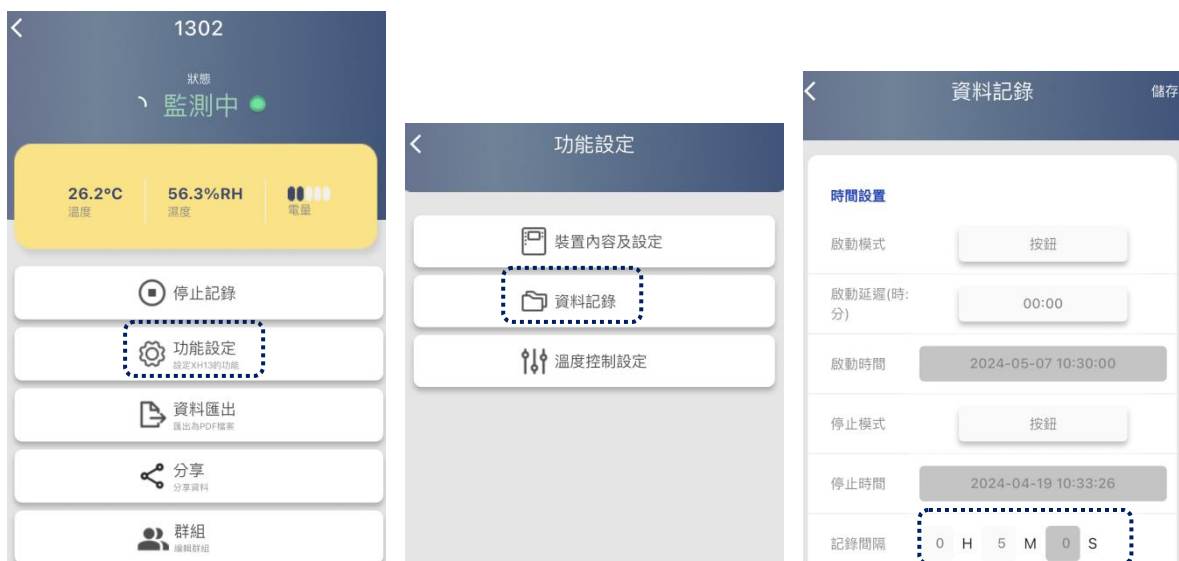 1302
狀態
監測中
26.2°C
溫度
56.3%RH
濕度
電量
停止記錄
功能設定
設定XH13的功能
資料匯出
匯出為PDF檔案
分享
分享資料
群組
編輯群組
功能設定
裝置內容及設定
資料記錄
溫度控制設定
資料記錄
儲存
時間設置
啟動模式
按鈕
啟動延遲(時:
分)
00:00
啟動時間
2024-05-07 10:30:00
停止模式
按鈕
停止時間
2024-04-19 10:33:26
記錄間隔
0 H 5 M 0 S